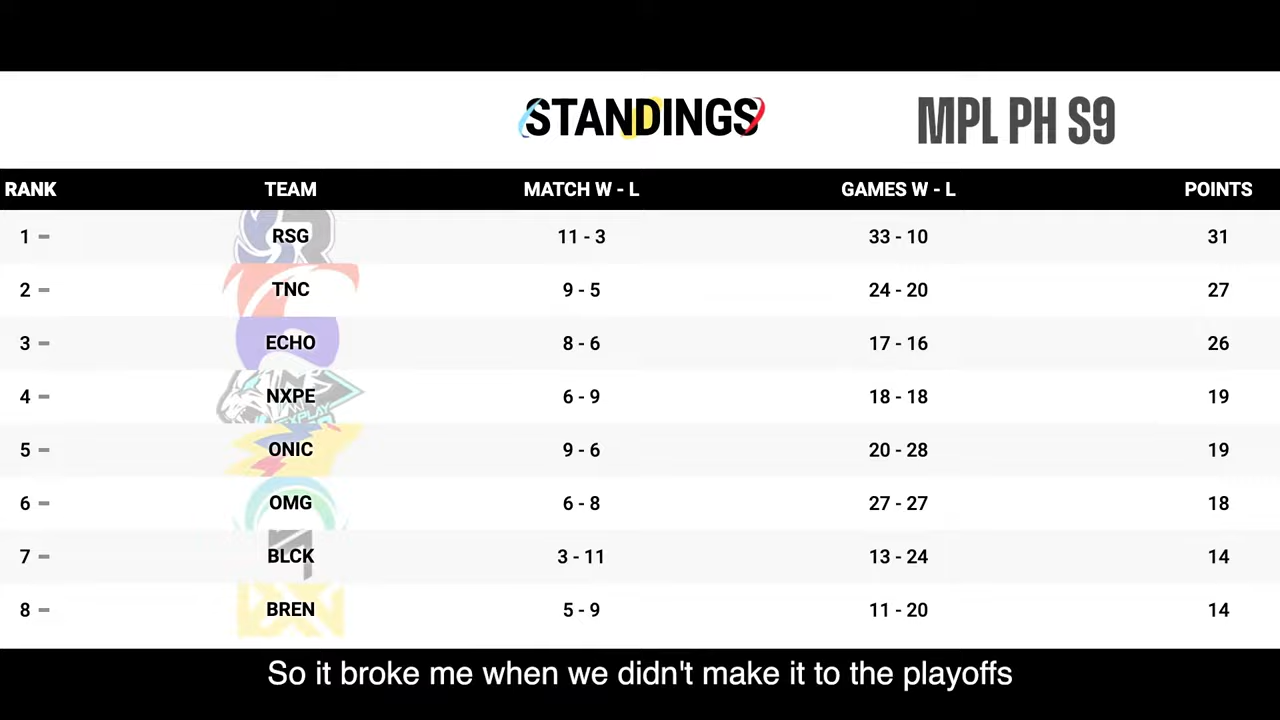 STANDINGS
MPL PH S9
RANK TEAM MATCH W - L GAMES W - L POINTS
1 RSG 11 - 3 33 - 10 31
2 TNC 9 - 5 24 - 20 27
3 ECHO 8 - 6 17 - 16 26
4 NXPE 6 - 9 18 - 18 19
EXPLAY
5 ONIC 9 - 6 20 - 28 19
6 OMG 6 - 8 27 - 27 18
7 BLCK 3 - 11 13 - 24 14
8 BREN 5 - 9 11 - 20 14
So it broke me when we didn't make it to the playoffs